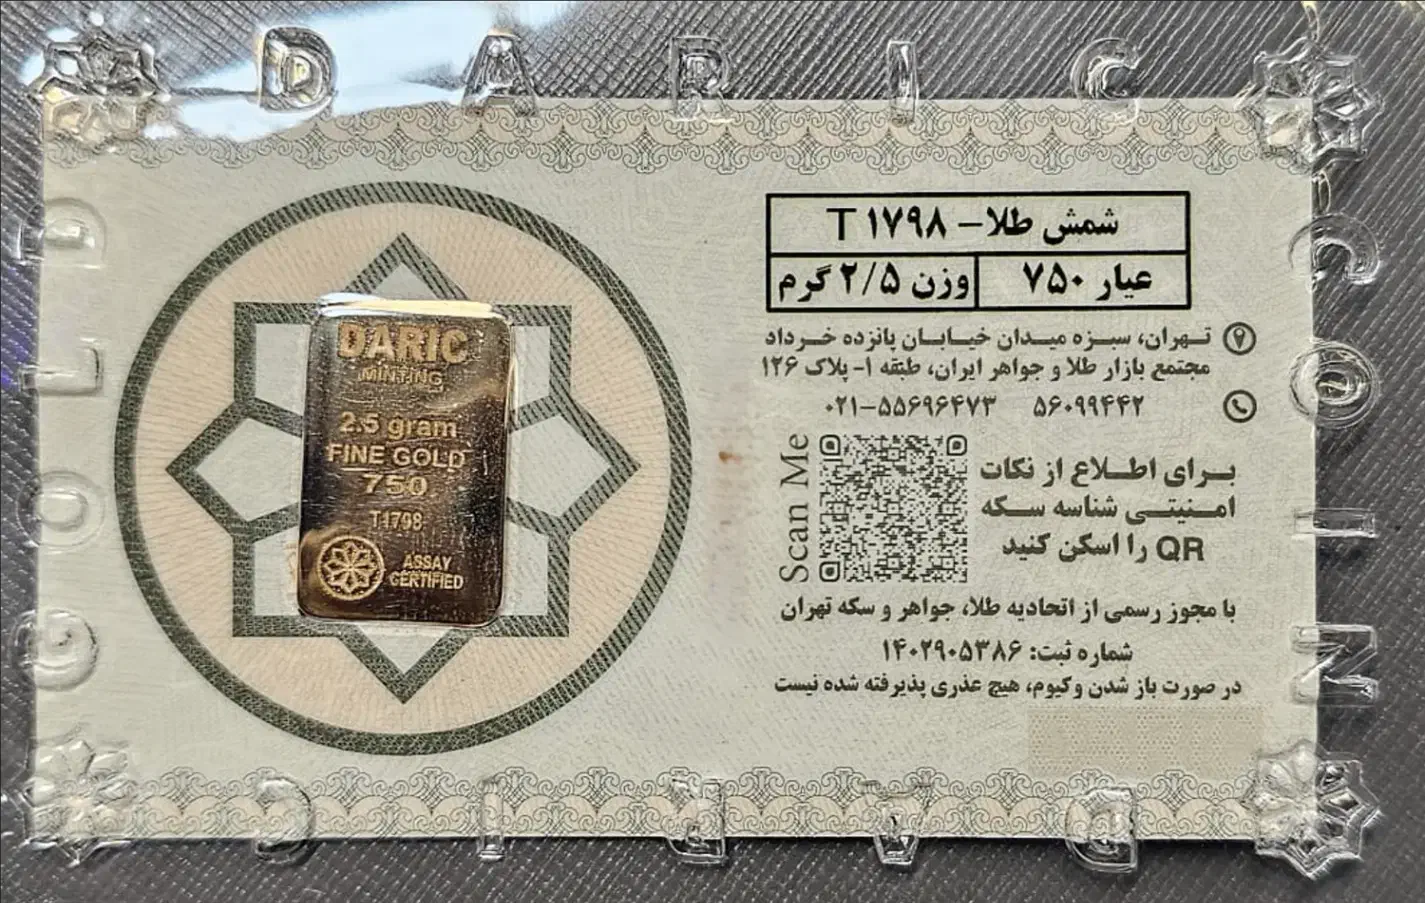 DARIC
GOLD
COIN
DARIC
DARIC
MINTING
2.5 gram
FINE GOLD
750
T1798
ASSAY
CERTIFIED
شمش طلا - T ۱۷۹۸
عیار ۷۵۰ وزن ۲/۵ گرم
تهران، سبزه میدان خیابان پانزده خرداد
مجتمع بازار طلا و جواهر ایران، طبقه ۱- پلاک ۱۲۶
۰۲۱-۵۵۶۹۶۴۷۳ ۵۶۰۹۹۴۴۲
Scan Me
برای اطلاع از نکات
امنیتی شناسه سکه
QR را اسکن کنید
با مجوز رسمی از اتحادیه طلا، جواهر و سکه تهران
شماره ثبت: ۱۴۰۲۹۰۵۳۸۶
در صورت باز شدن وکیوم، هیچ عذری پذیرفته شده نیست